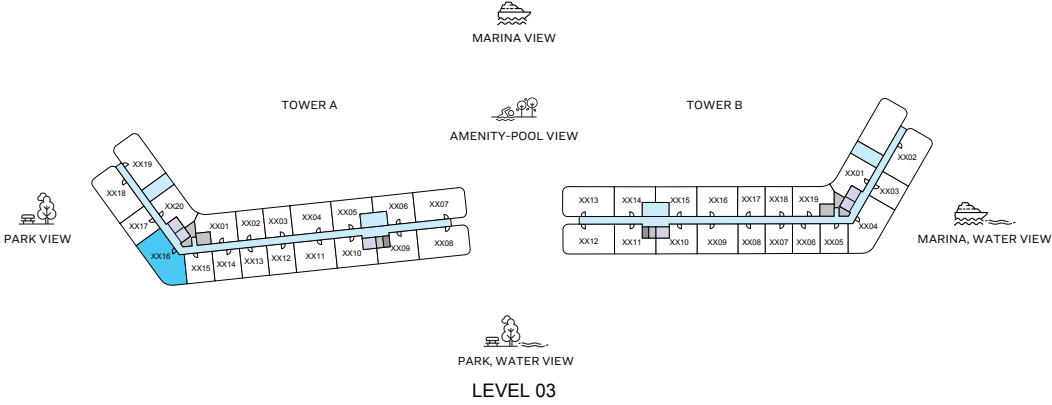 MARINA VIEW
TOWER A
TOWER B
AMENITY-POOL VIEW
XX19
XX18
XX20
XX17
XX16
XX01
XX02
XX03
XX04
XX05
XX06
XX07
XX15
XX14
XX13
XX12
XX11
XX10
XX09
XX08
XX13
XX14
XX15
XX16
XX17
XX18
XX19
XX01
XX02
XX03
XX04
XX12
XX11
XX10
XX09
XX08
XX07
XX06
XX05
PARK VIEW
MARINA, WATER VIEW
PARK, WATER VIEW
LEVEL 03